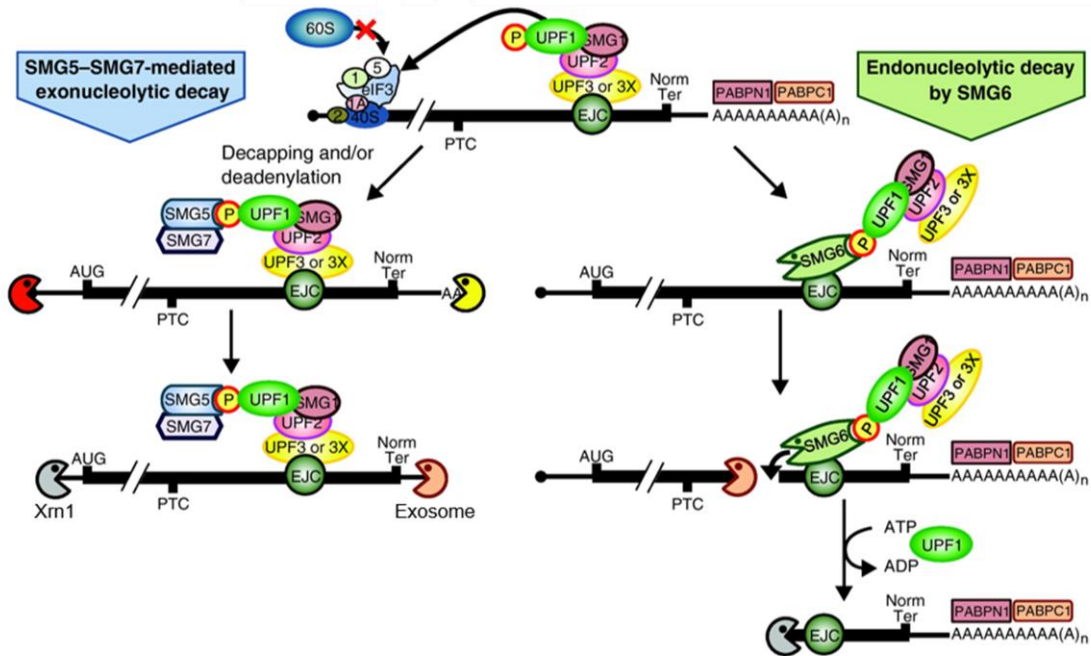 SMG5–SMG7-mediated
exonucleolytic decay
60S
P
UPF1
SMG1
UPF2
UPF3 or 3X
EJC
5
1
eIF3
1A
2
40S
PTC
Norm
Ter
PABPN1
PABPC1
AAAAAAAAAA(A)n
Endonucleolytic decay
by SMG6
Decapping and/or
deadenylation
SMG5
P
UPF1
SMG1
SMG7
UPF2
UPF3 or 3X
EJC
AUG
PTC
Norm
Ter
AA
SMG1
UPF2
UPF3 or 3X
UPF1
P
SMG6
EJC
AUG
PTC
Norm
Ter
PABPN1
PABPC1
AAAAAAAAAA(A)n
SMG5
P
UPF1
SMG1
SMG7
UPF2
UPF3 or 3X
EJC
AUG
PTC
Norm
Ter
Xrn1
Exosome
SMG1
UPF2
UPF3 or 3X
UPF1
P
SMG6
EJC
AUG
PTC
Norm
Ter
PABPN1
PABPC1
AAAAAAAAAA(A)n
ATP
UPF1
ADP
EJC
Norm
Ter
PABPN1
PABPC1
AAAAAAAAAA(A)n